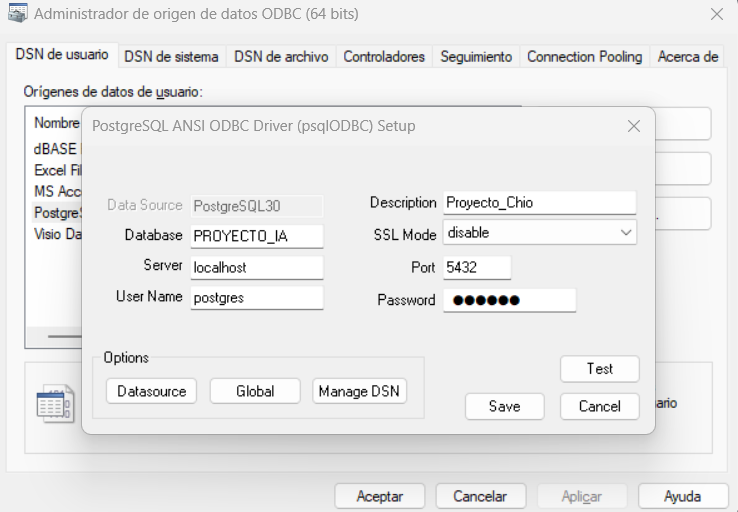 Administrador de origen de datos ODBC (64 bits)
DSN de usuario DSN de sistema DSN de archivo Controladores Seguimiento Connection Pooling Acerca de
Orígenes de datos de usuario:
Nombre
dBASE
Excel Fil
MS Acc
PostgreS
Visio Da
PostgreSQL ANSI ODBC Driver (psqlODBC) Setup
Data Source PostgreSQL30 Description Proyecto_Chio
Database PROYECTO_IA SSL Mode disable
Server localhost Port 5432
User Name postgres Password ●●●●●●
Options
Datasource Global Manage DSN
Test
Save Cancel
uario
Aceptar Cancelar Aplicar Ayuda